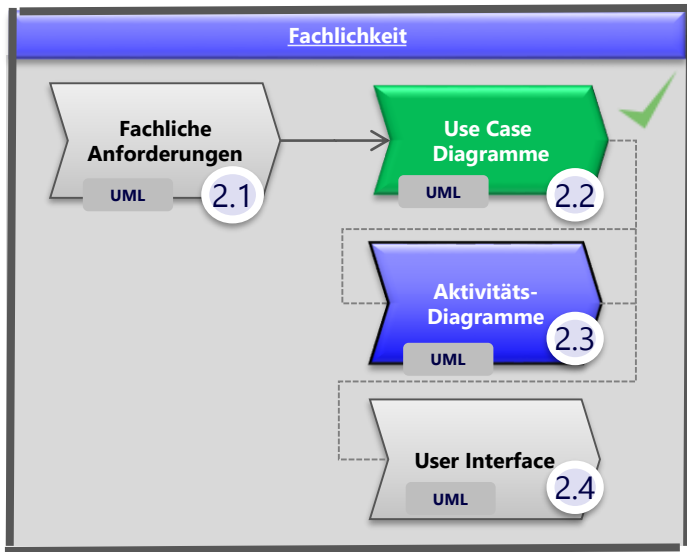 Fachlichkeit
Fachliche
Anforderungen
UML
2.1
Use Case
Diagramme
UML
2.2
Aktivitäts-
Diagramme
UML
2.3
User Interface
UML
2.4